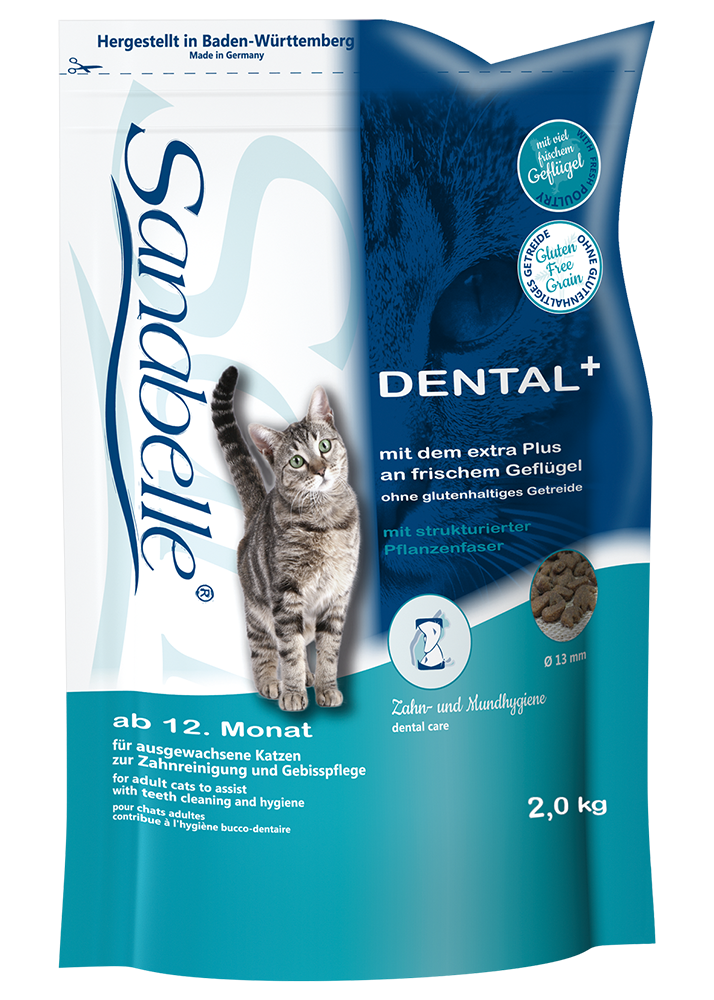 Hergestellt in Baden-Württemberg
Made in Germany
Sanabelle®
mit viel
frischem
Geflügel
WITH FRESH POULTRY
OHNE GLUTENHALTIGES GETREIDE
Gluten
Free
Grain
DENTAL+
mit dem extra Plus
an frischem Geflügel
ohne glutenhaltiges Getreide
mit strukturierter
Pflanzenfaser
Ø 13 mm
Zahn- und Mundhygiene
dental care
ab 12. Monat
für ausgewachsene Katzen
zur Zahnreinigung und Gebisspflege
for adult cats to assist
with teeth cleaning and hygiene
pour chats adultes
contribue à l'hygiène bucco-dentaire
2,0 kg